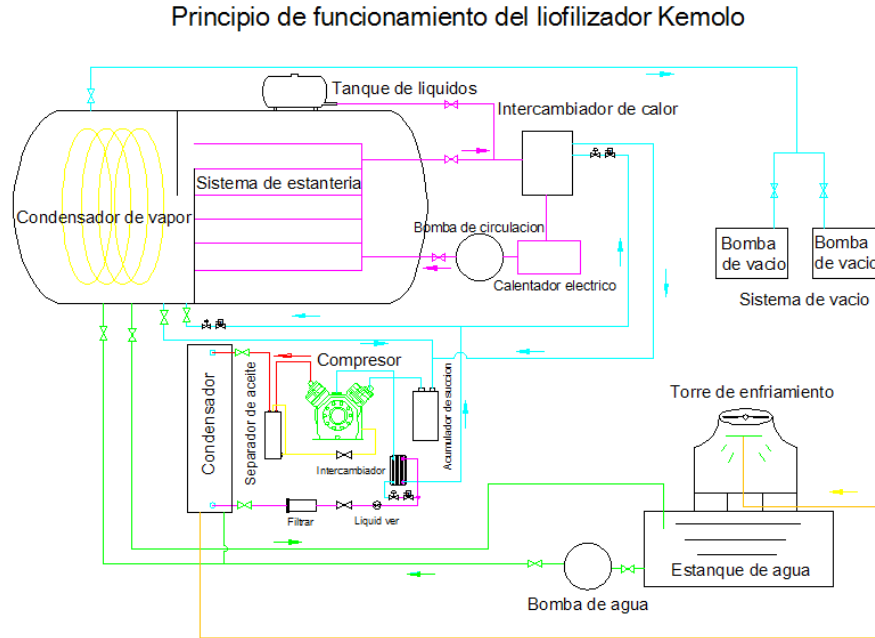 Principio de funcionamiento del liofilizador Kemolo
Tanque de liquidos
Intercambiador de calor
Sistema de estanteria
Condensador de vapor
Bomba de circulacion
Calentador electrico
Bomba
de vacio
Bomba
de vacio
Sistema de vacio
Compresor
Condensador
Separador de aceite
Acumulador de succion
Intercambiador
Filtrar
Liquid ver
Torre de enfriamiento
Estanque de agua
Bomba de agua